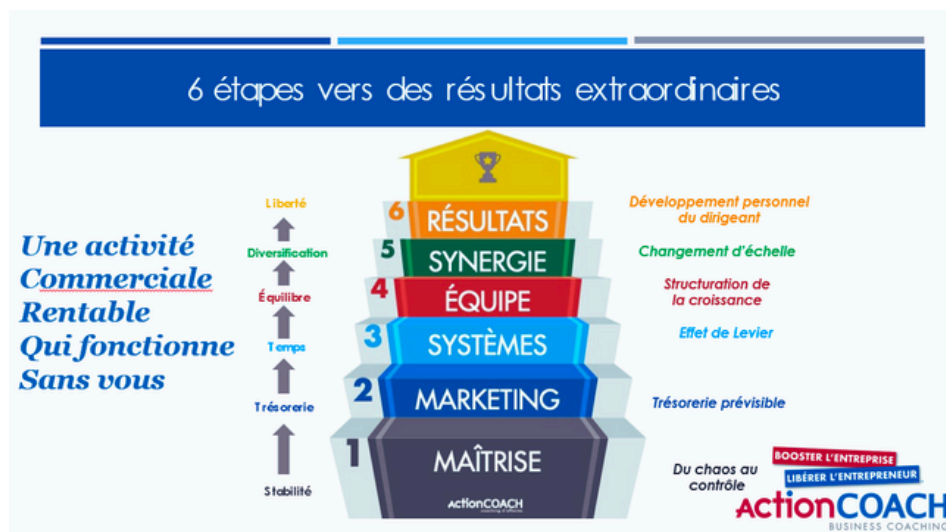 6 étapes vers des résultats extraordinaires
Une activité
Commerciale
Rentable
Qui fonctionne
Sans vous
Liberté
Diversification
Équilibre
Temps
Trésorerie
Stabilité
6 RÉSULTATS
5 SYNERGIE
4 ÉQUIPE
3 SYSTÈMES
2 MARKETING
1 MAÎTRISE
ActionCOACH
Développement personnel
du dirigeant
Changement d'échelle
Structuration de
la croissance
Effet de Levier
Trésorerie prévisible
Du chaos au
contrôle
BOOSTER L'ENTREPRISE
LIBÉRER L'ENTREPRENEUR
ActionCOACH
BUSINESS COACHING